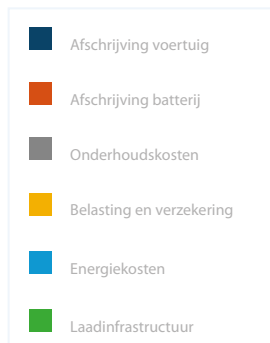 Afschrijving voertuig
Afschrijving batterij
Onderhoudskosten
Belasting en verzekering
Energiekosten
Laadinfrastructuur